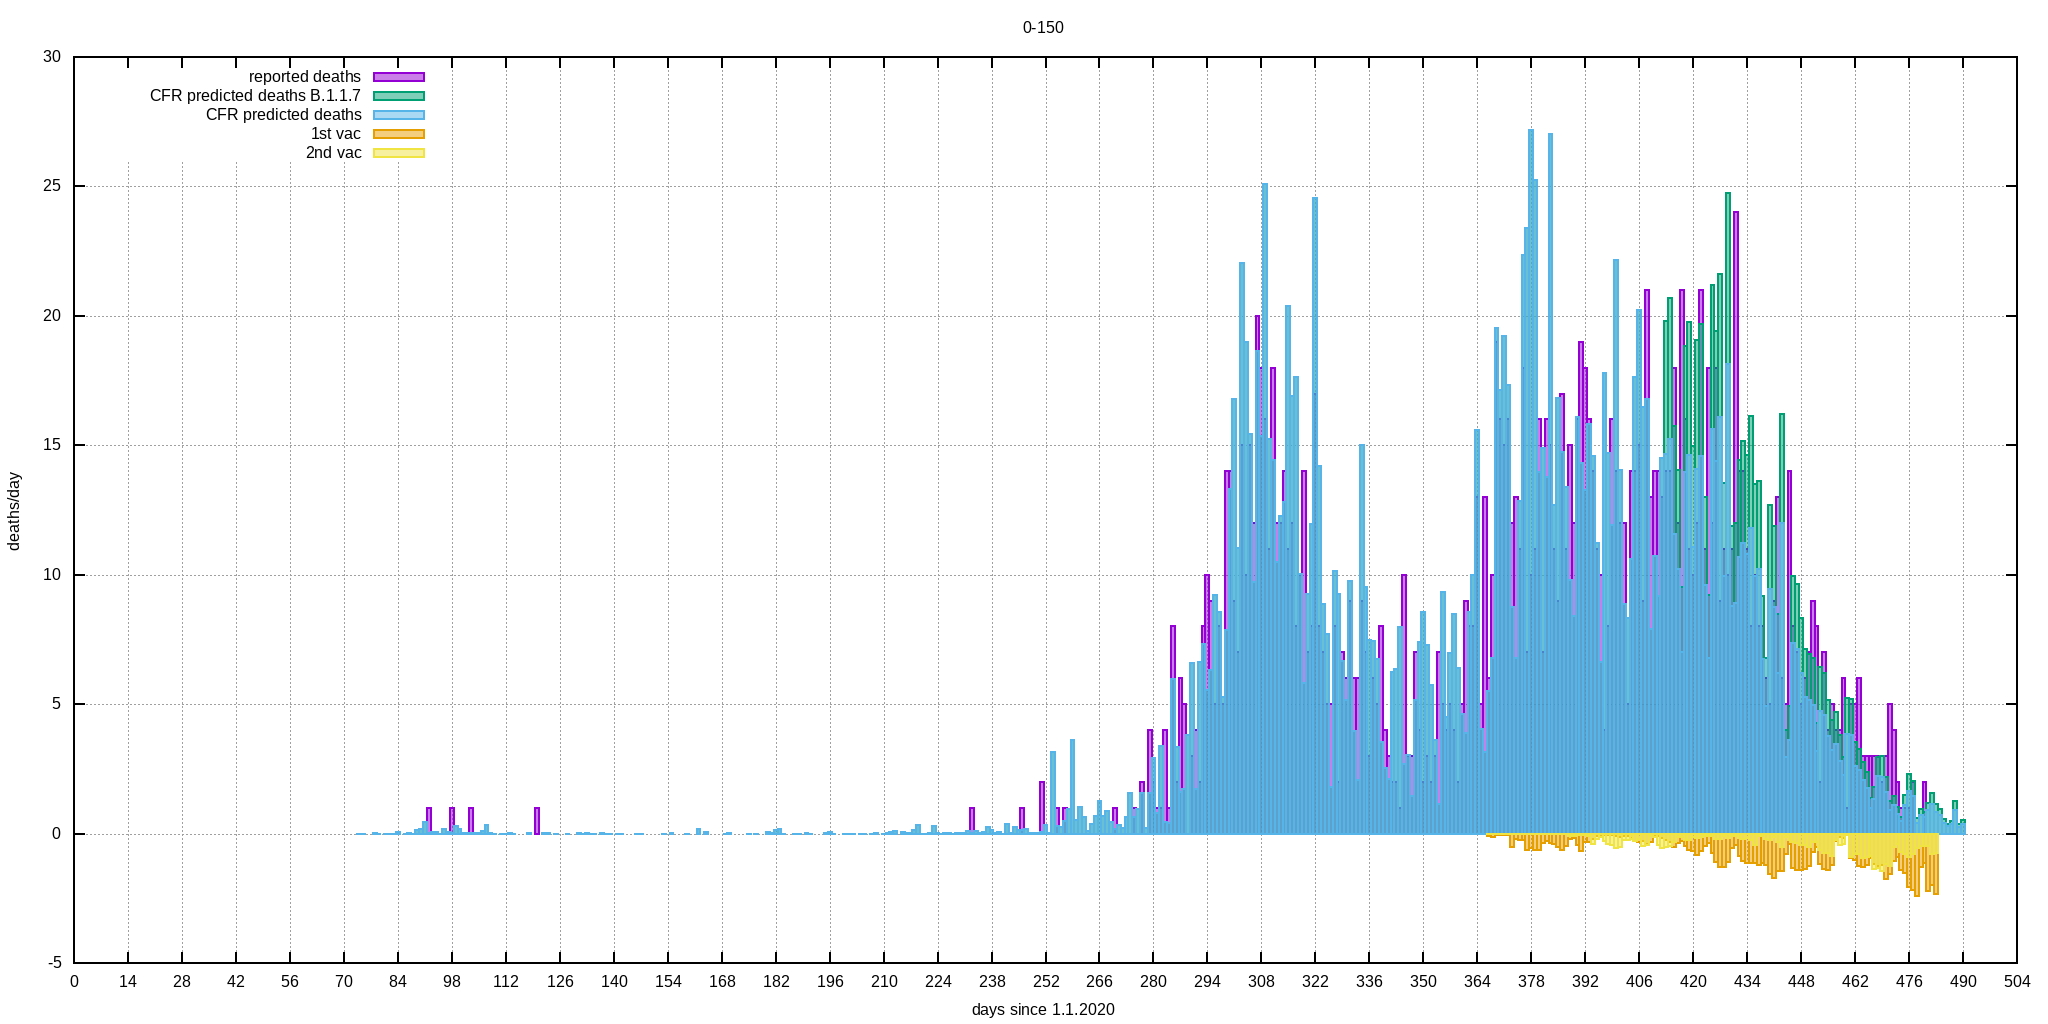 0-150
30
25
20
15
10
5
0
-5
deaths/day
reported deaths
CFR predicted deaths B.1.1.7
CFR predicted deaths
1st vac
2nd vac
0 14 28 42 56 70 84 98 112 126 140 154 168 182 196 210 224 238 252 266 280 294 308 322 336 350 364 378 392 406 420 434 448 462 476 490 504
days since 1.1.2020